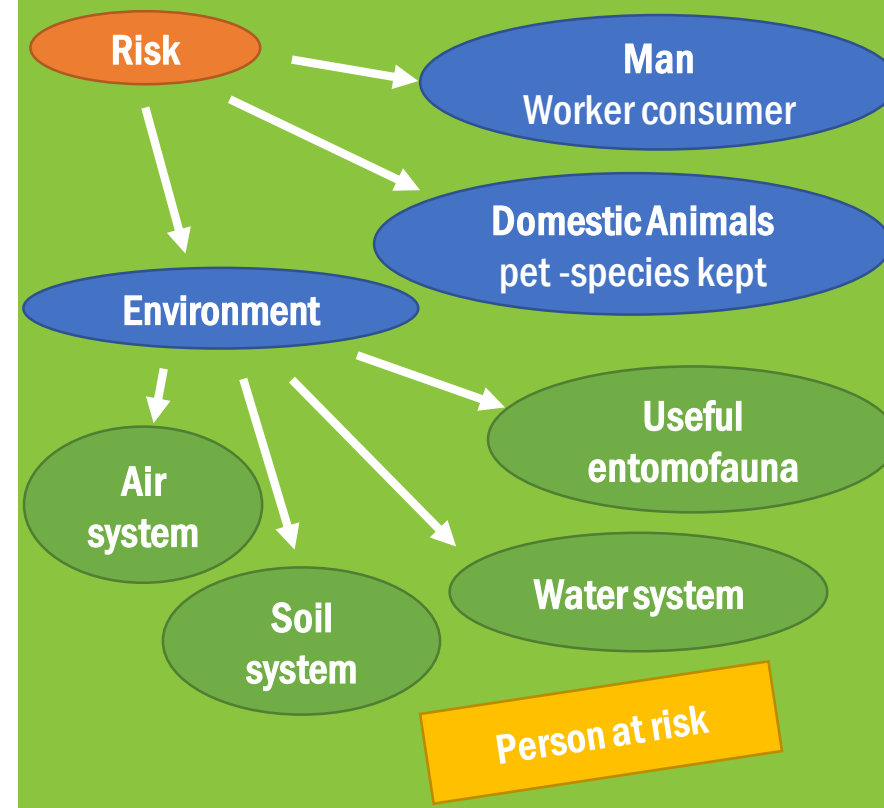 Risk
Man
Worker consumer
Domestic Animals
pet -species kept
Environment
Useful
entomofauna
Air
system
Water system
Soil
system
Person at risk